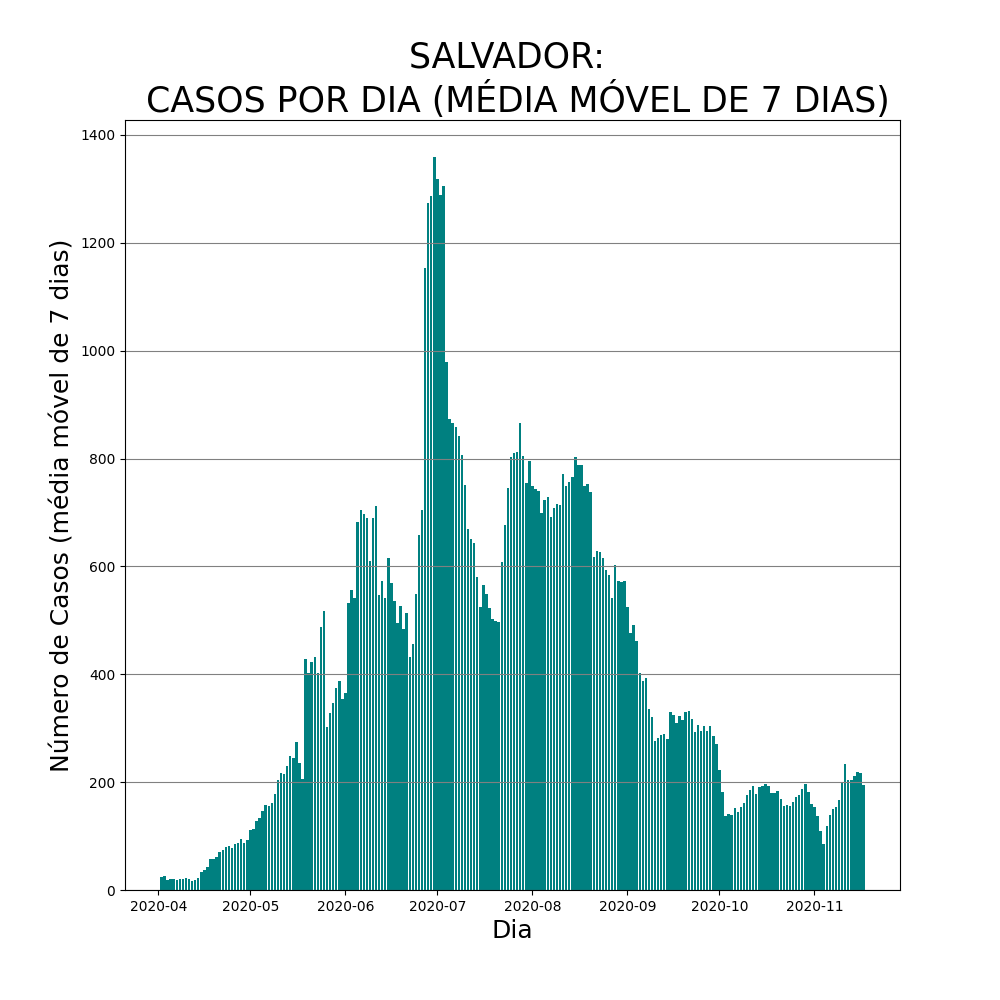 SALVADOR:
CASOS POR DIA (MÉDIA MÓVEL DE 7 DIAS)
Número de Casos (média móvel de 7 dias)
1400
1200
1000
800
600
400
200
0
2020-04 2020-05 2020-06 2020-07 2020-08 2020-09 2020-10 2020-11
Dia